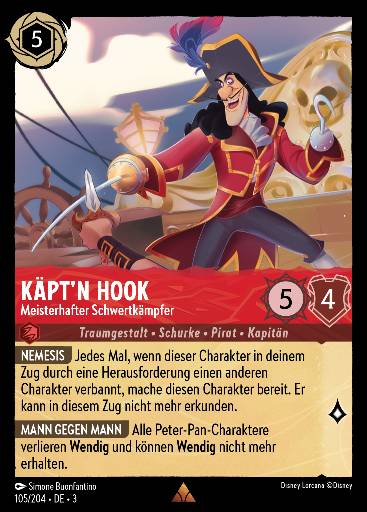 5
KÄPT'N HOOK
Meisterhafter Schwertkämpfer
5
4
Traumgestalt • Schurke • Pirat • Kapitän
NEMESIS Jedes Mal, wenn dieser Charakter in deinem
Zug durch eine Herausforderung einen anderen
Charakter verbannt, mache diesen Charakter bereit. Er
kann in diesem Zug nicht mehr erkunden.
MANN GEGEN MANN Alle Peter-Pan-Charaktere
verlieren Wendig und können Wendig nicht mehr
erhalten.
Simone Buonfantino
105/204 • DE • 3
Disney Lorcana ©Disney